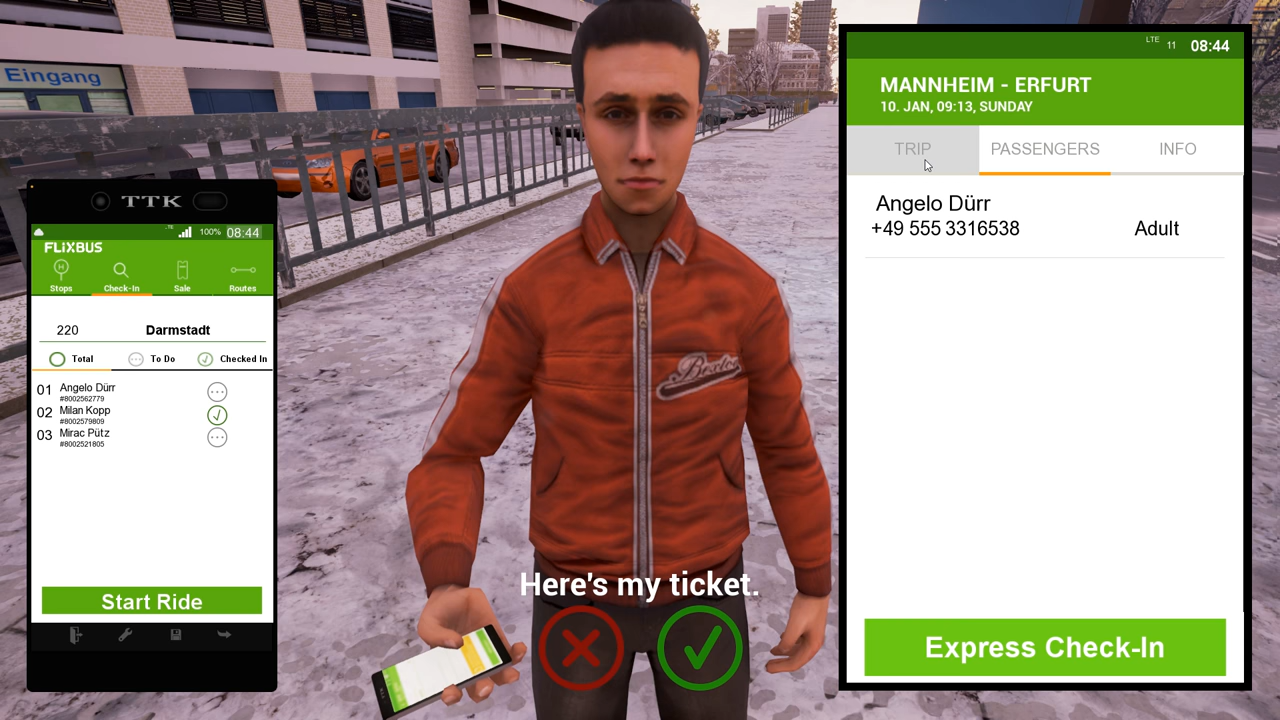 Eingang
TTK
LTE
100%
08:44
FLiXBUS
H
Stops
Check-In
Sale
Routes
220
Darmstadt
Total
To Do
Checked In
01
Angelo Dürr
#8002562779
02
Milan Kopp
#8002579809
03
Mirac Pütz
#8002521805
Start Ride
Bexter
Here's my ticket.
LTE
11
08:44
MANNHEIM - ERFURT
10. JAN, 09:13, SUNDAY
TRIP
PASSENGERS
INFO
Angelo Dürr
+49 555 3316538
Adult
Express Check-In